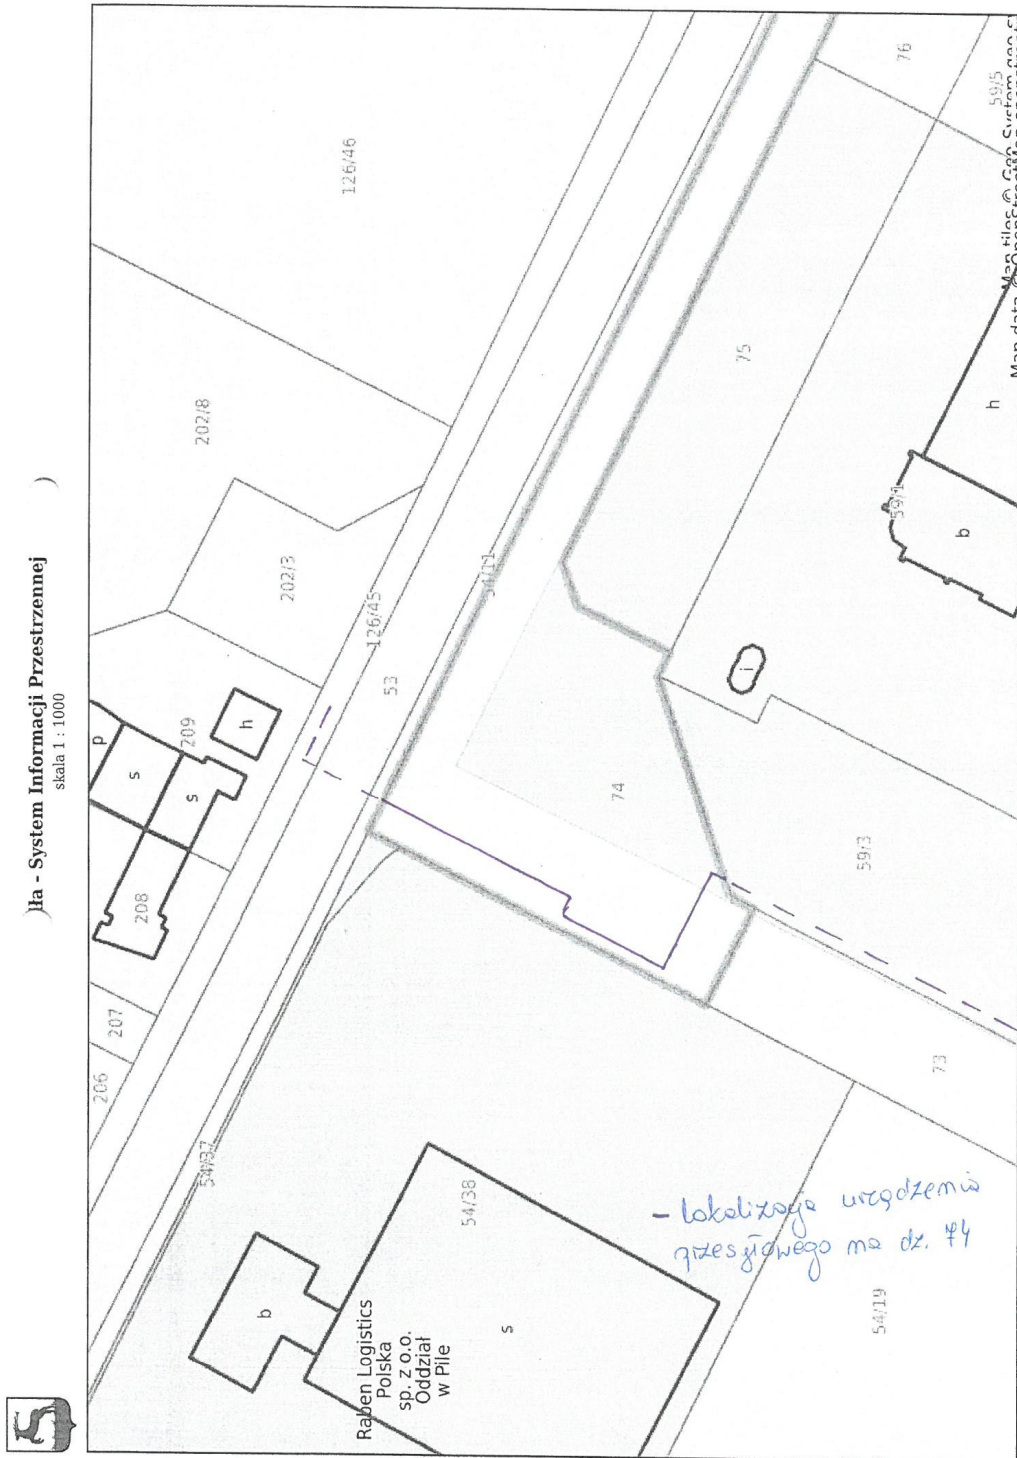 Piła - System Informacji Przestrzennej
skala 1 : 1000
126/46
76
59/5
202/8
202/3
75
h
59/1
b
i
126/45
54/11
53
p
s
209
s
h
208
207
206
74
59/3
73
54/37
54/38
b
s
Raben Logistics
Polska
sp. z o.o.
Oddział
w Pile
54/19
- lokalizacja urządzenia
przesyłowego na dz. 74
Map tiles © Geo-System
Map data © OpenStreetMap